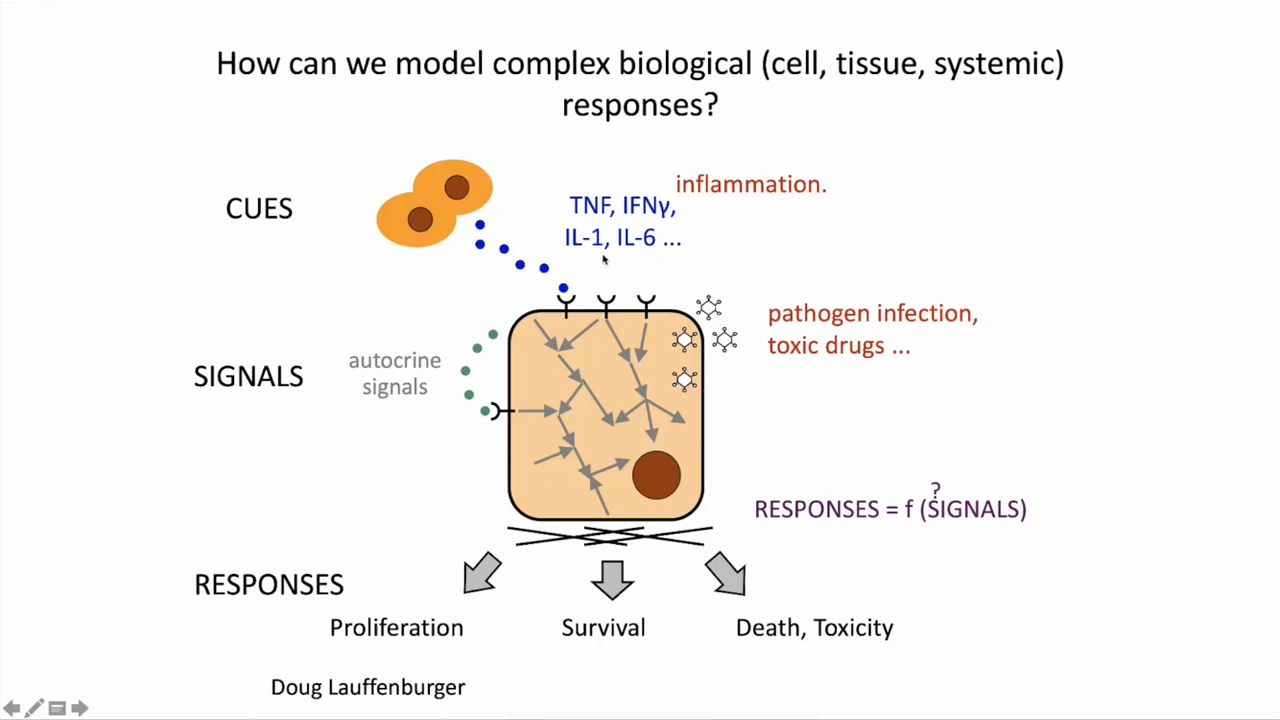 How can we model complex biological (cell, tissue, systemic)
responses?
CUES
inflammation.
TNF, IFNγ,
IL-1, IL-6 ...
pathogen infection,
toxic drugs ...
SIGNALS
autocrine
signals
?
RESPONSES = f (SIGNALS)
RESPONSES
Proliferation
Survival
Death, Toxicity
Doug Lauffenburger